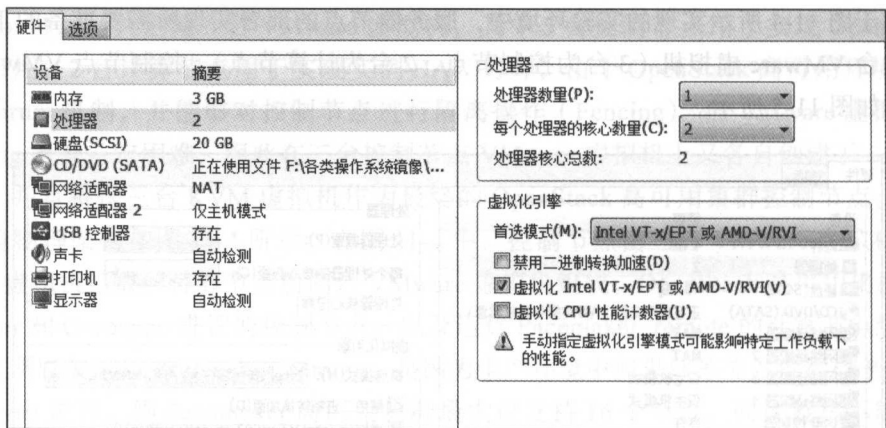 硬件 选项
设备 摘要
内存 3 GB
处理器 2
硬盘(SCSI) 20 GB
CD/DVD (SATA) 正在使用文件 F:\各类操作系统镜像\...
网络适配器 NAT
网络适配器 2 仅主机模式
USB 控制器 存在
声卡 自动检测
打印机 存在
显示器 自动检测
处理器
处理器数量(P): 1
每个处理器的核心数量(C): 2
处理器核心总数: 2
虚拟化引擎
首选模式(M): Intel VT-x/EPT 或 AMD-V/RVI
禁用二进制转换加速(D)
虚拟化 Intel VT-x/EPT 或 AMD-V/RVI(V)
虚拟化 CPU 性能计数器(U)
手动指定虚拟化引擎模式可能影响特定工作负载下
的性能。